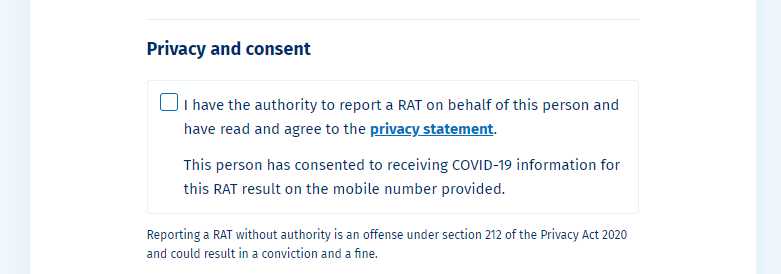 Privacy and consent
I have the authority to report a RAT on behalf of this person and
have read and agree to the privacy statement.
This person has consented to receiving COVID-19 information for
this RAT result on the mobile number provided.
Reporting a RAT without authority is an offense under section 212 of the Privacy Act 2020
and could result in a conviction and a fine.